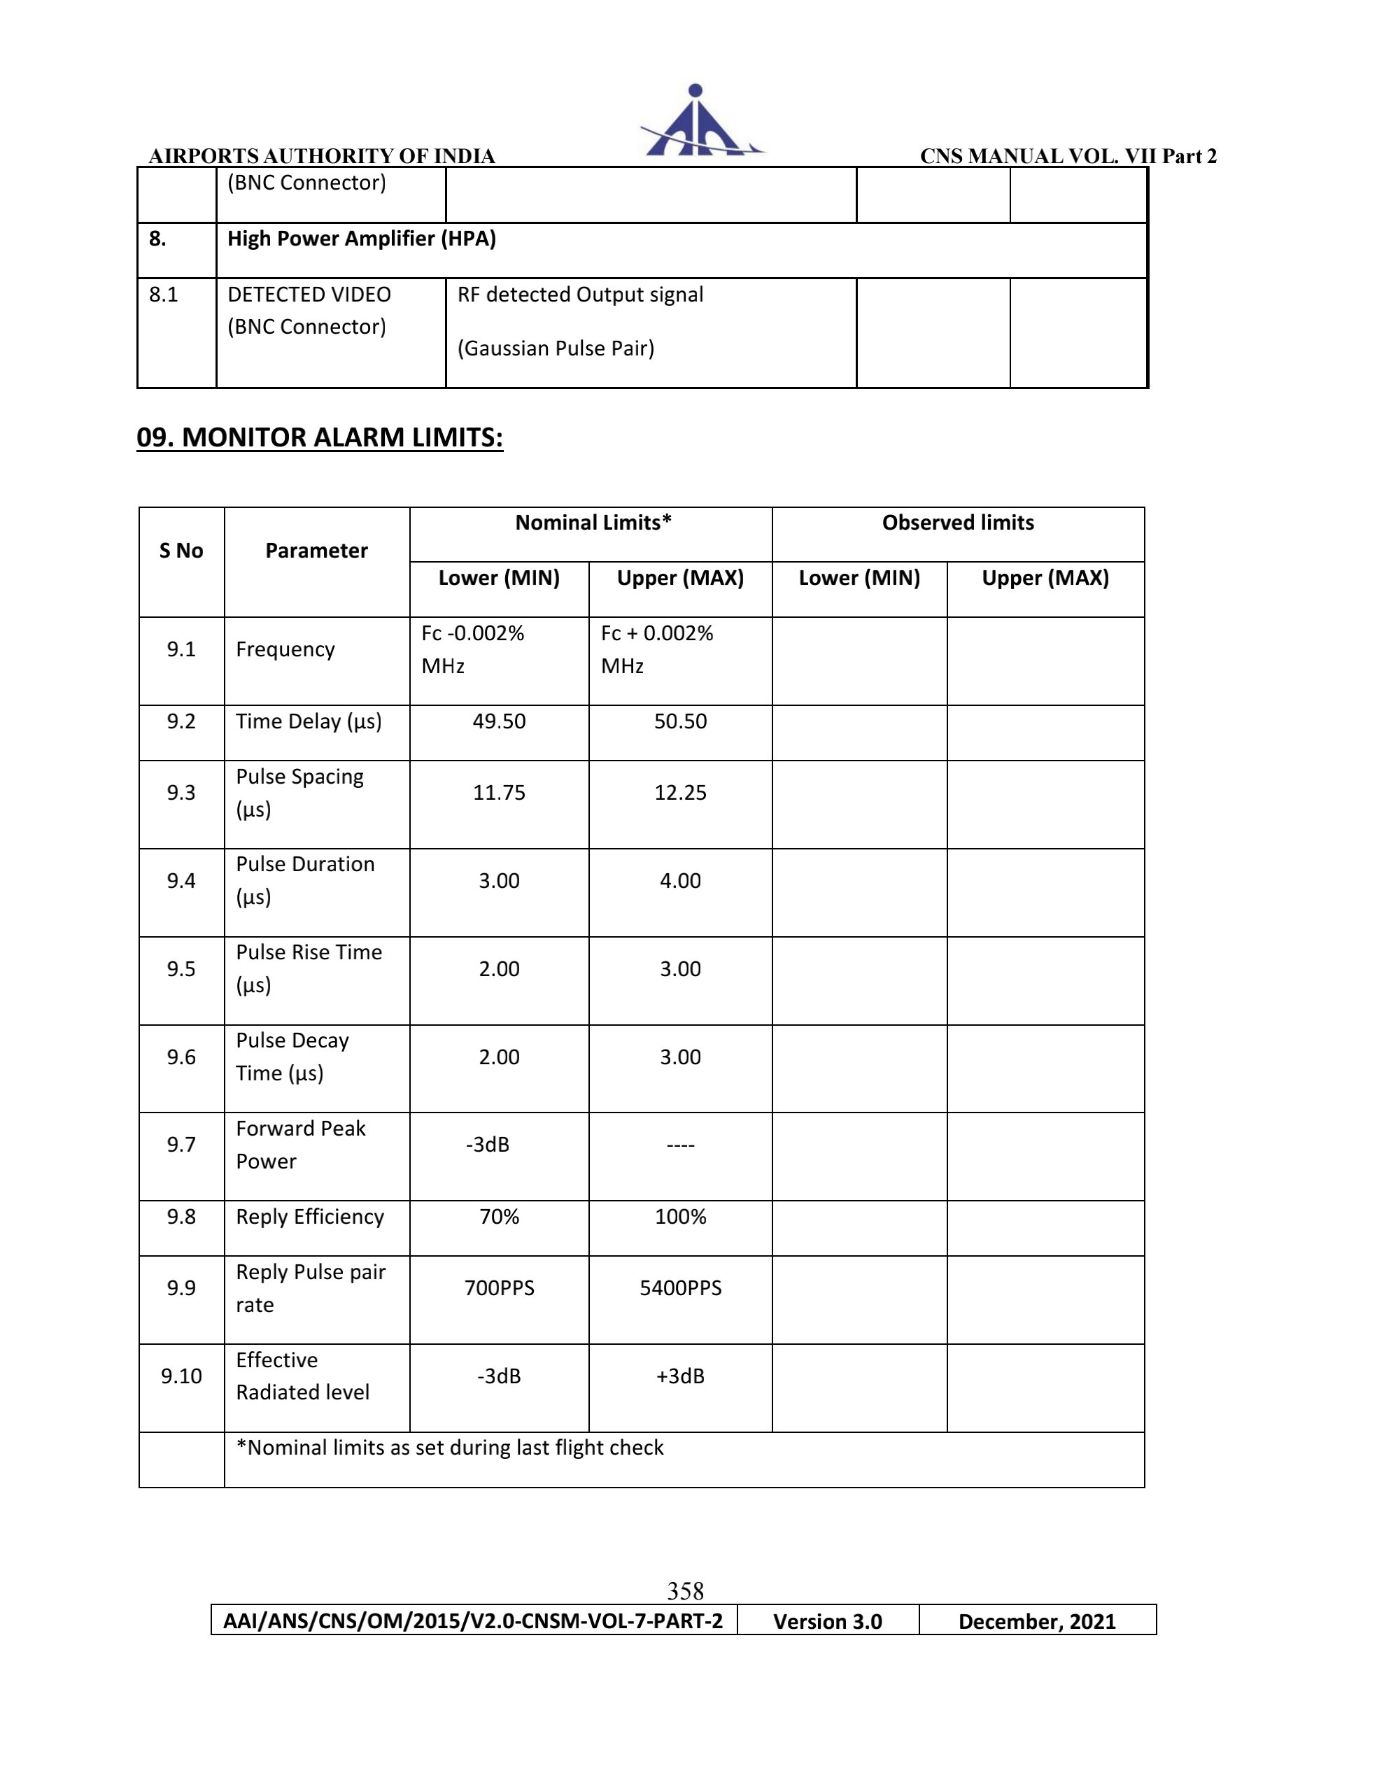 AIRPORTS AUTHORITY OF INDIA CNS MANUAL VOL. VII Part 2
(BNC Connector)
8. High Power Amplifier (HPA)
8.1 DETECTED VIDEO RF detected Output signal
(BNC Connector)
(Gaussian Pulse Pair)
09. MONITOR ALARM LIMITS:
S No Parameter Nominal Limits* Observed limits
Lower (MIN) Upper (MAX) Lower (MIN) Upper (MAX)
9.1 Frequency Fc -0.002% Fc + 0.002%
MHz MHz
9.2 Time Delay (µs) 49.50 50.50
9.3 Pulse Spacing 11.75 12.25
(µs)
9.4 Pulse Duration 3.00 4.00
(µs)
9.5 Pulse Rise Time 2.00 3.00
(µs)
9.6 Pulse Decay 2.00 3.00
Time (µs)
9.7 Forward Peak -3dB ----
Power
9.8 Reply Efficiency 70% 100%
9.9 Reply Pulse pair 700PPS 5400PPS
rate
9.10 Effective -3dB +3dB
Radiated level
*Nominal limits as set during last flight check
358
AAI/ANS/CNS/OM/2015/V2.0-CNSM-VOL-7-PART-2 Version 3.0 December, 2021